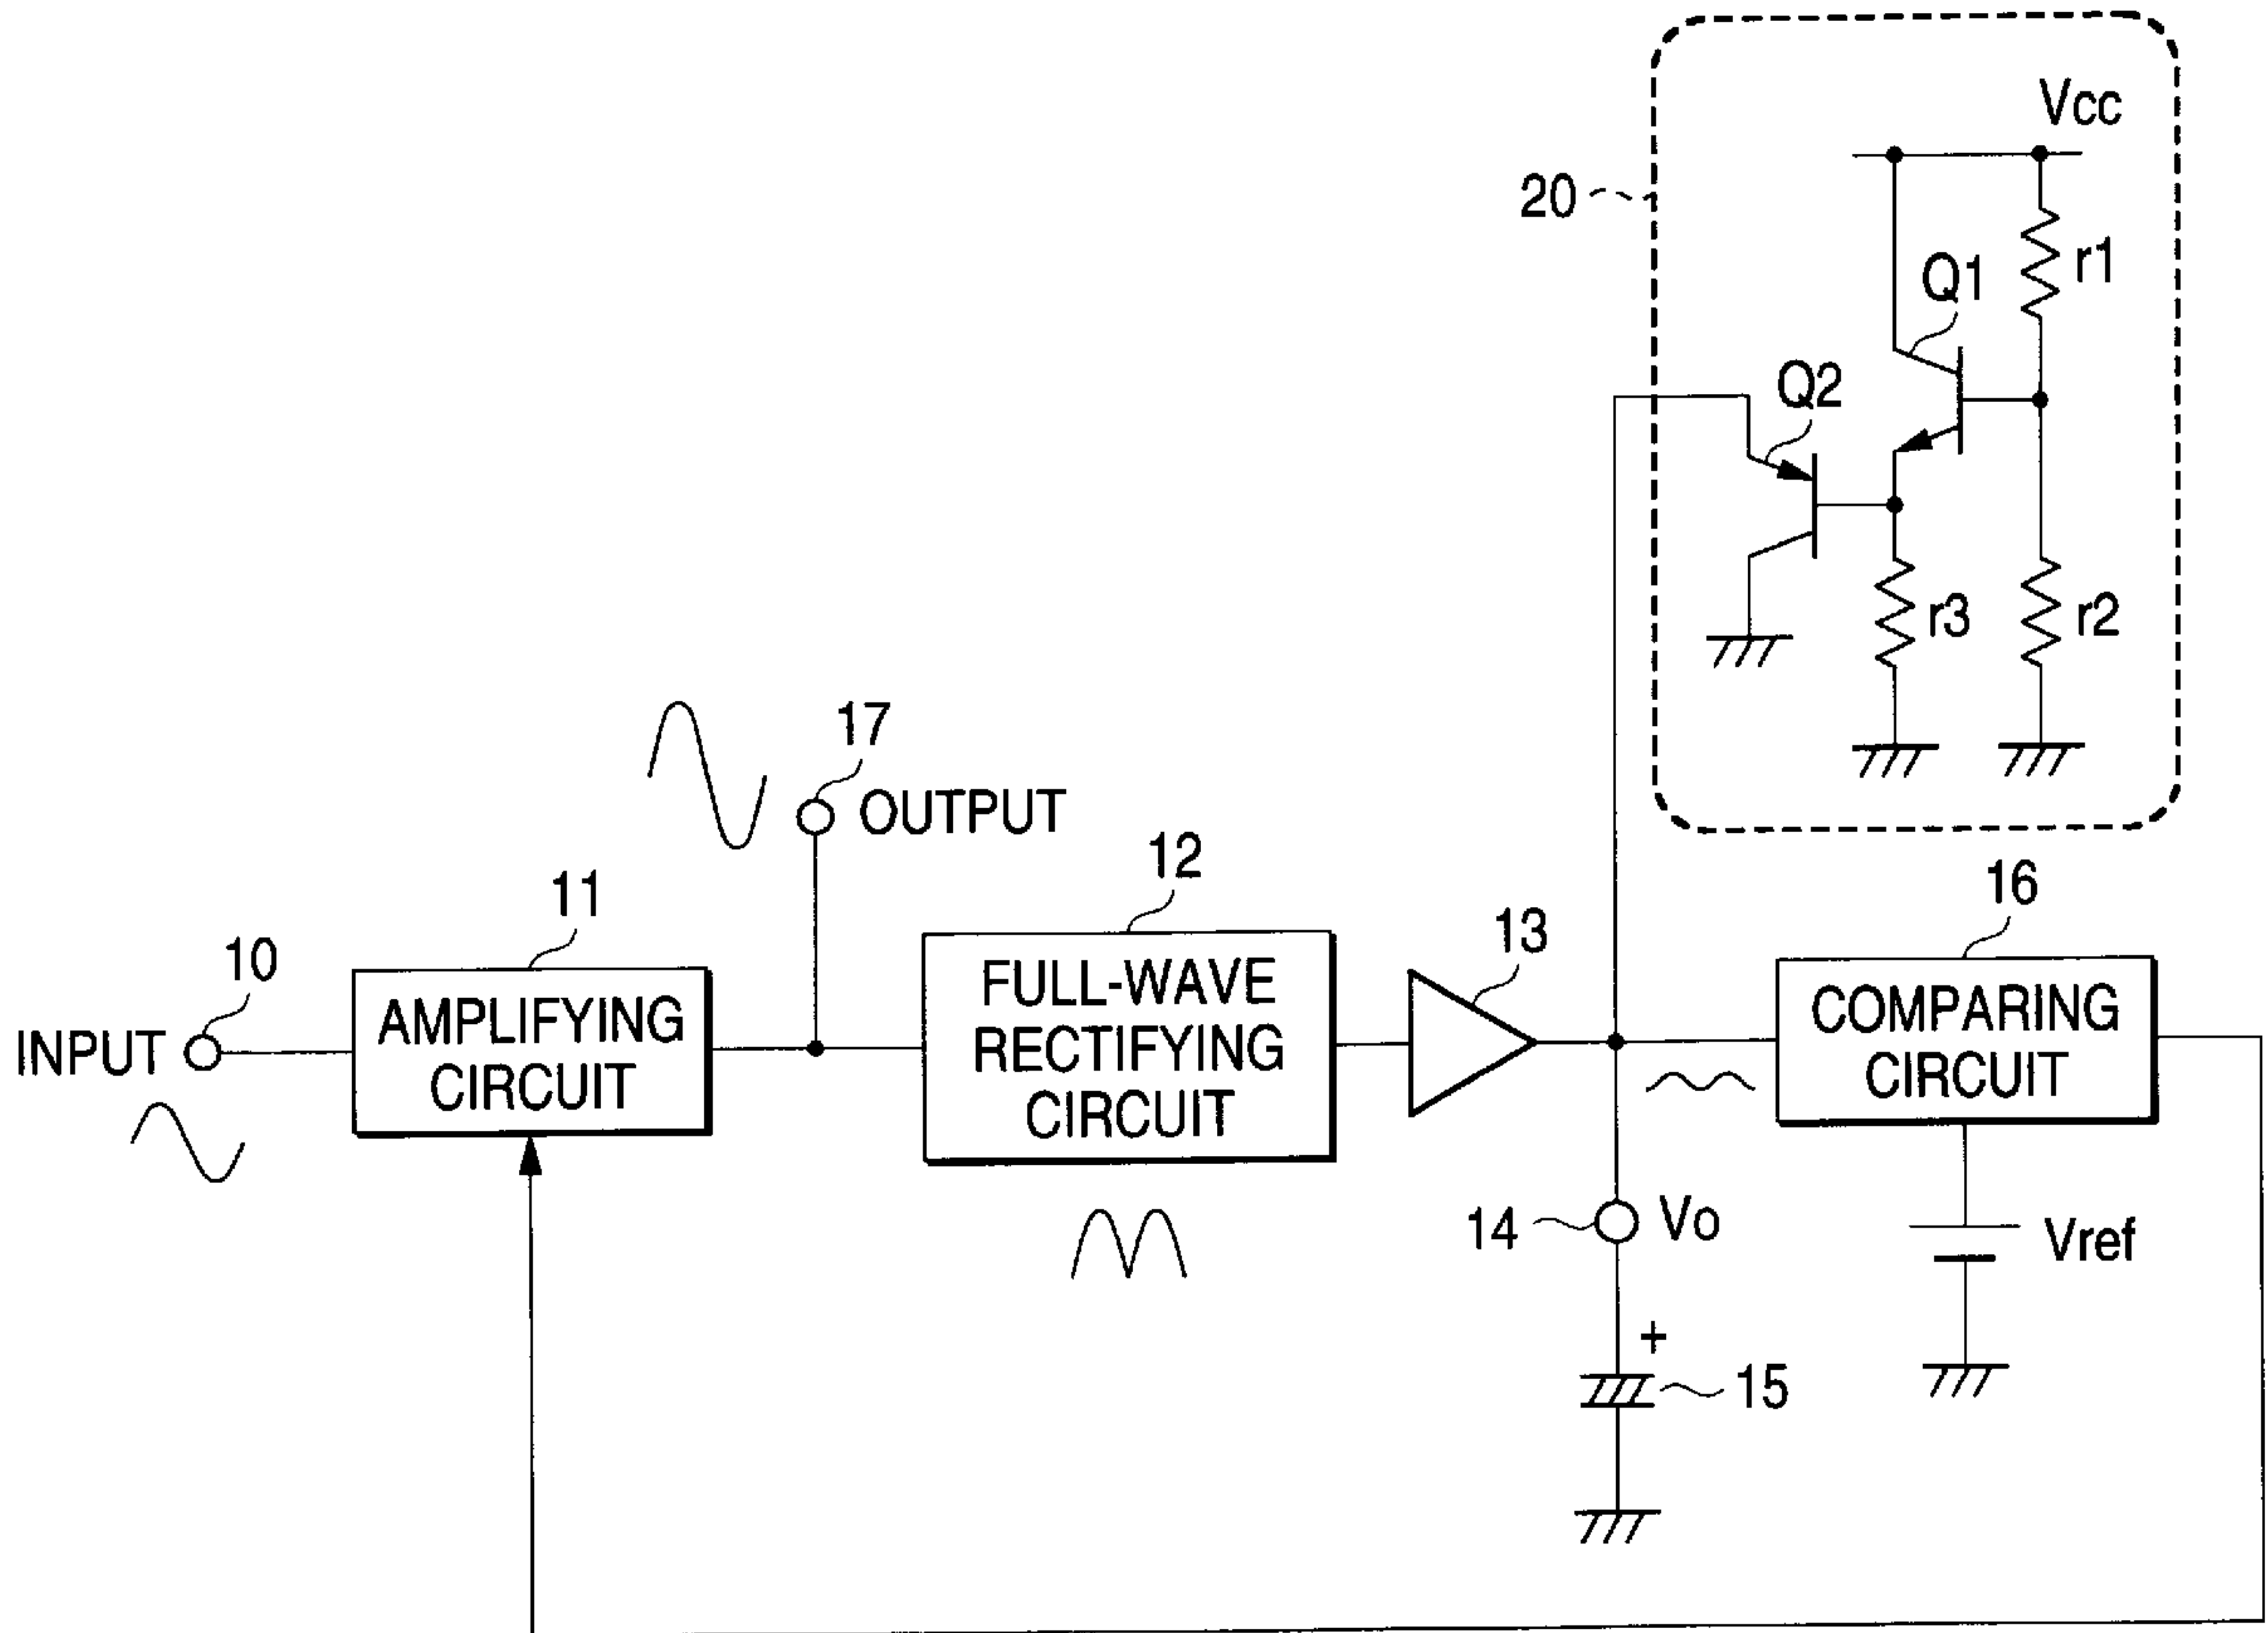 Vcc
20
r1
Q1
Q2
r3
r2
17
OUTPUT
12
11
16
13
10
FULL-WAVE
RECTIFYING
CIRCUIT
AMPLIFYING
CIRCUIT
COMPARING
CIRCUIT
INPUT
14
Vo
Vref
+
15